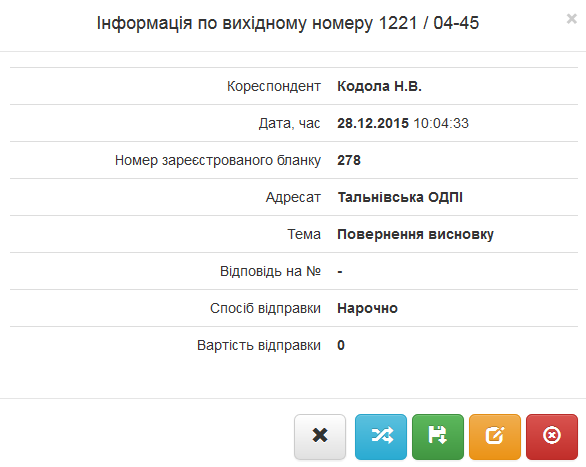 Інформація по вихідному номеру 1221 / 04-45
Кореспондент Кодола Н.В.
Дата, час 28.12.2015 10:04:33
Номер зареєстрованого бланку 278
Адресат Тальнівська ОДПІ
Тема Повернення висновку
Відповідь на № -
Спосіб відправки Нарочно
Вартість відправки 0